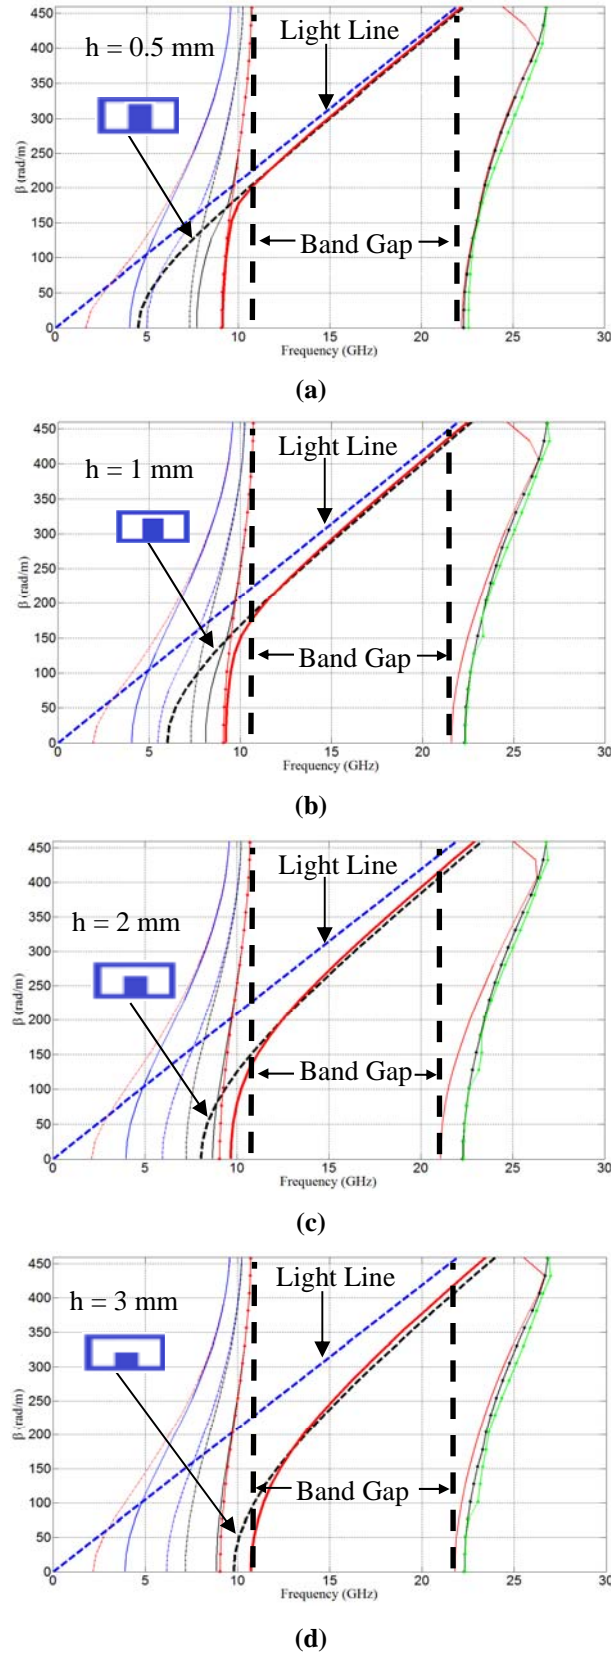 450
400
350
300
250
200
150
100
50
0
β (rad/m)
h = 0.5 mm
Light Line
Band Gap
0 5 10 15 20 25 30
Frequency (GHz)
(a)
450
400
350
300
250
200
150
100
50
0
β (rad/m)
h = 1 mm
Light Line
Band Gap
0 5 10 15 20 25 30
Frequency (GHz)
(b)
450
400
350
300
250
200
150
100
50
0
β (rad/m)
h = 2 mm
Light Line
Band Gap
0 5 10 15 20 25 30
Frequency (GHz)
(c)
450
400
350
300
250
200
150
100
50
0
β (rad/m)
h = 3 mm
Light Line
Band Gap
0 5 10 15 20 25 30
Frequency (GHz)
(d)